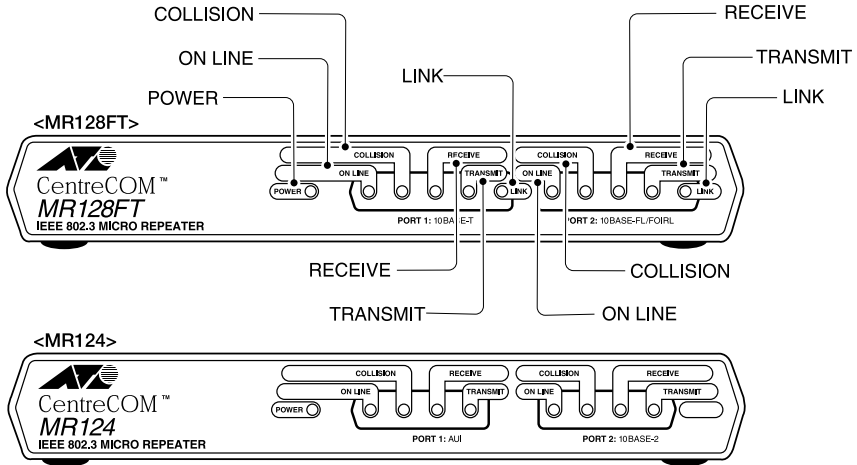 COLLISION
RECEIVE
ON LINE
TRANSMIT
LINK
POWER
LINK
<MR128FT>
COLLISION RECEIVE COLLISION RECEIVE
ON LINE TRANSMIT ON LINE TRANSMIT
CentreCOM™
POWER LINK LINK
MR128FT
PORT 1: 10BASE-T PORT 2: 10BASE-FL/FOIRL
IEEE 802.3 MICRO REPEATER
RECEIVE
COLLISION
TRANSMIT
ON LINE
<MR124>
COLLISION RECEIVE COLLISION RECEIVE
ON LINE TRANSMIT ON LINE TRANSMIT
CentreCOM™
POWER
MR124
PORT 1: AUI PORT 2: 10BASE-2
IEEE 802.3 MICRO REPEATER